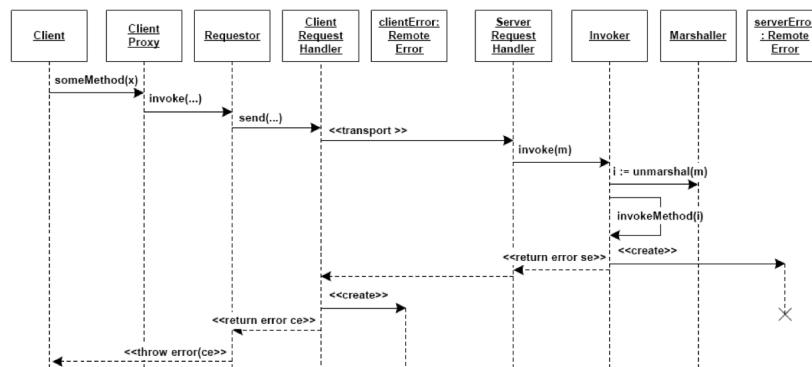 Client
Client
Proxy
Requestor
Client
Request
Handler
clientError:
Remote
Error
Server
Request
Handler
Invoker
Marshaller
serverErro
: Remote
Error
someMethod(x)
invoke(...)
send(...)
<<transport >>
invoke(m)
i := unmarshal(m)
invokeMethod(i)
<<return error se>>
<<create>>
<<create>>
<<return error ce>>
<<throw error(ce>>